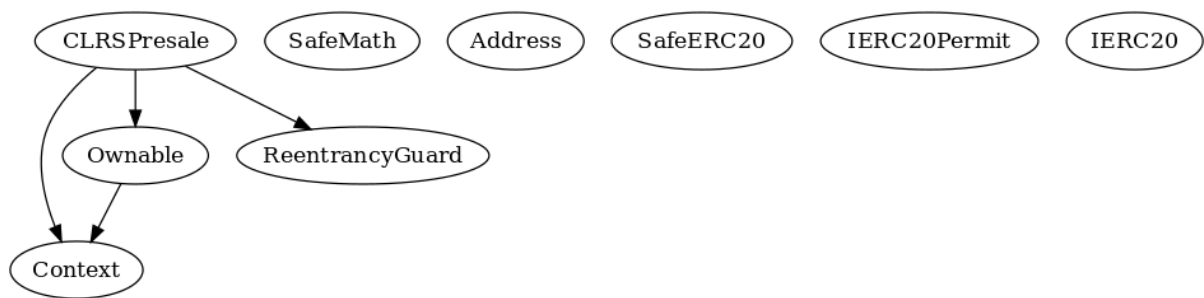 CLRSPresale
SafeMath
Address
SafeERC20
IERC20Permit
IERC20
Ownable
ReentrancyGuard
Context